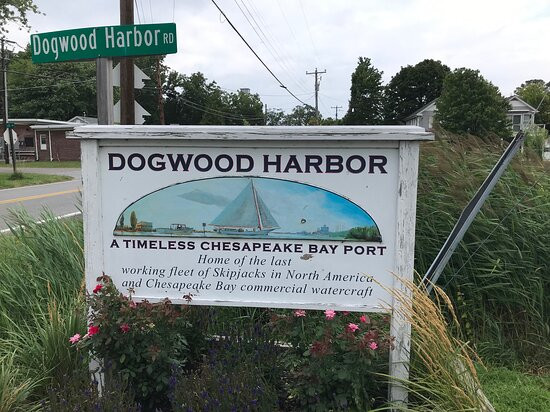 Dogwood Harbor RD
DOGWOOD HARBOR
A TIMELESS CHESAPEAKE BAY PORT
Home of the last
working fleet of Skipjacks in North America
and Chesapeake Bay commercial watercraft